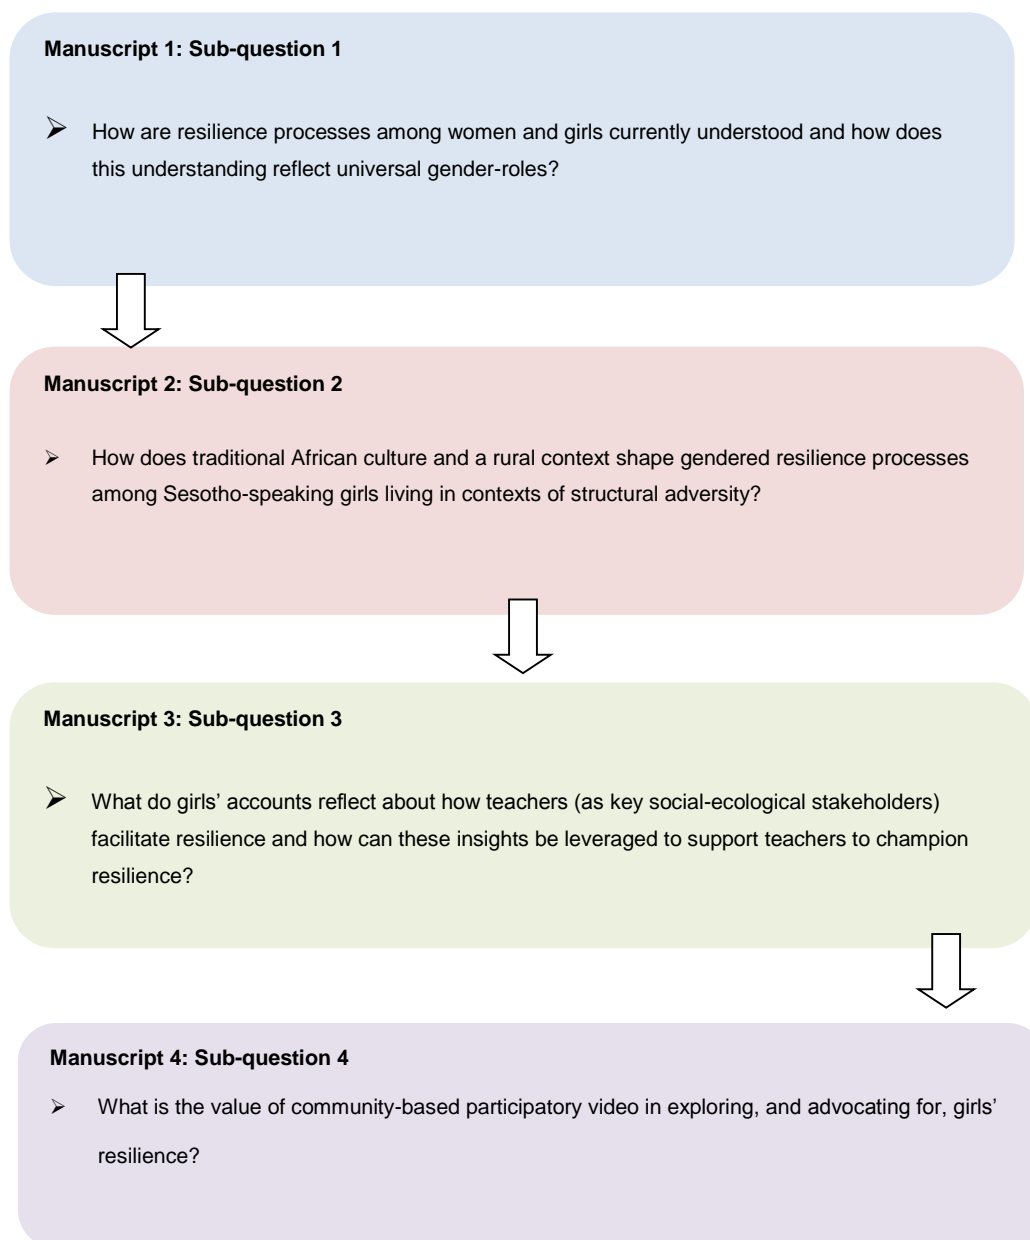 Manuscript 1: Sub-question 1
➢ How are resilience processes among women and girls currently understood and how does
this understanding reflect universal gender-roles?
Manuscript 2: Sub-question 2
➢ How does traditional African culture and a rural context shape gendered resilience processes
among Sesotho-speaking girls living in contexts of structural adversity?
Manuscript 3: Sub-question 3
➢ What do girls’ accounts reflect about how teachers (as key social-ecological stakeholders)
facilitate resilience and how can these insights be leveraged to support teachers to champion
resilience?
Manuscript 4: Sub-question 4
➢ What is the value of community-based participatory video in exploring, and advocating for, girls’
resilience?